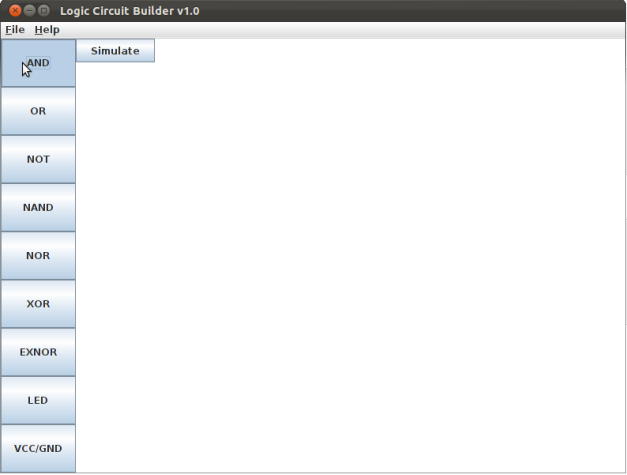 Logic Circuit Builder v1.0
File Help
Simulate
AND
OR
NOT
NAND
NOR
XOR
EXNOR
LED
VCC/GND